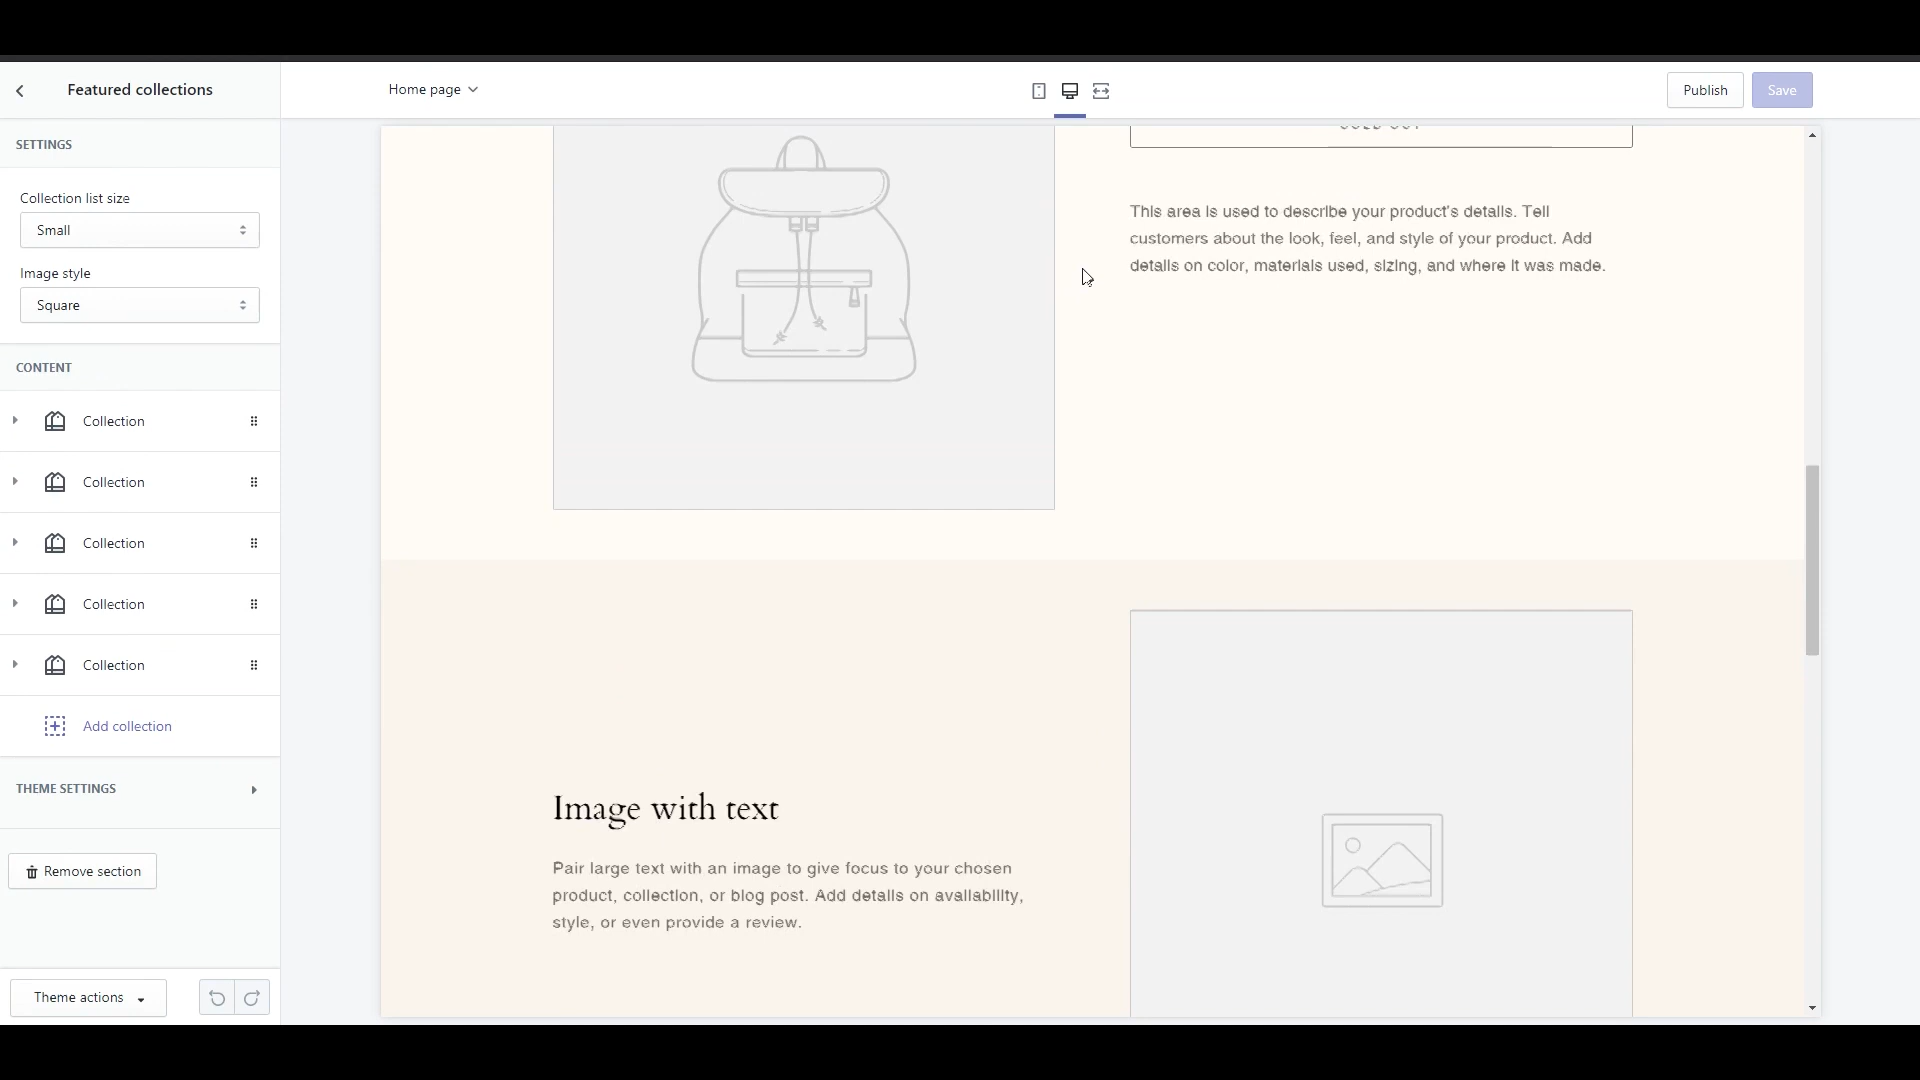 Featured collections
Home page
Publish
Save
SETTINGS
Collection list size
Small
Image style
Square
CONTENT
Collection
Collection
Collection
Collection
Collection
Add collection
THEME SETTINGS
Remove section
Theme actions
This area is used to describe your product's details. Tell
customers about the look, feel, and style of your product. Add
details on color, materials used, sizing, and where it was made.
Image with text
Pair large text with an image to give focus to your chosen
product, collection, or blog post. Add details on availability,
style, or even provide a review.